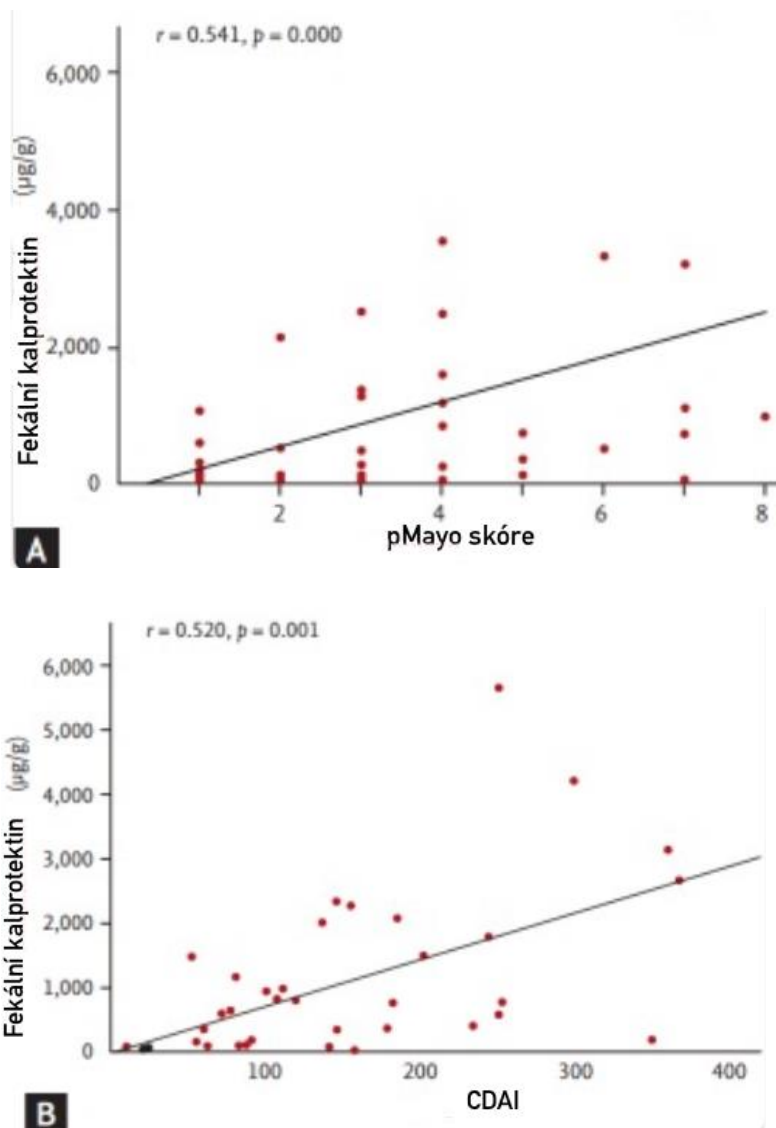 r = 0.541, p = 0.000
6,000
4,000
2,000
0
Fekální kalprotektin (µg/g)
2 4 6 8
pMayo skóre
A
r = 0.520, p = 0.001
6,000
5,000
4,000
3,000
2,000
1,000
0
Fekální kalprotektin (µg/g)
100 200 300 400
CDAI
B